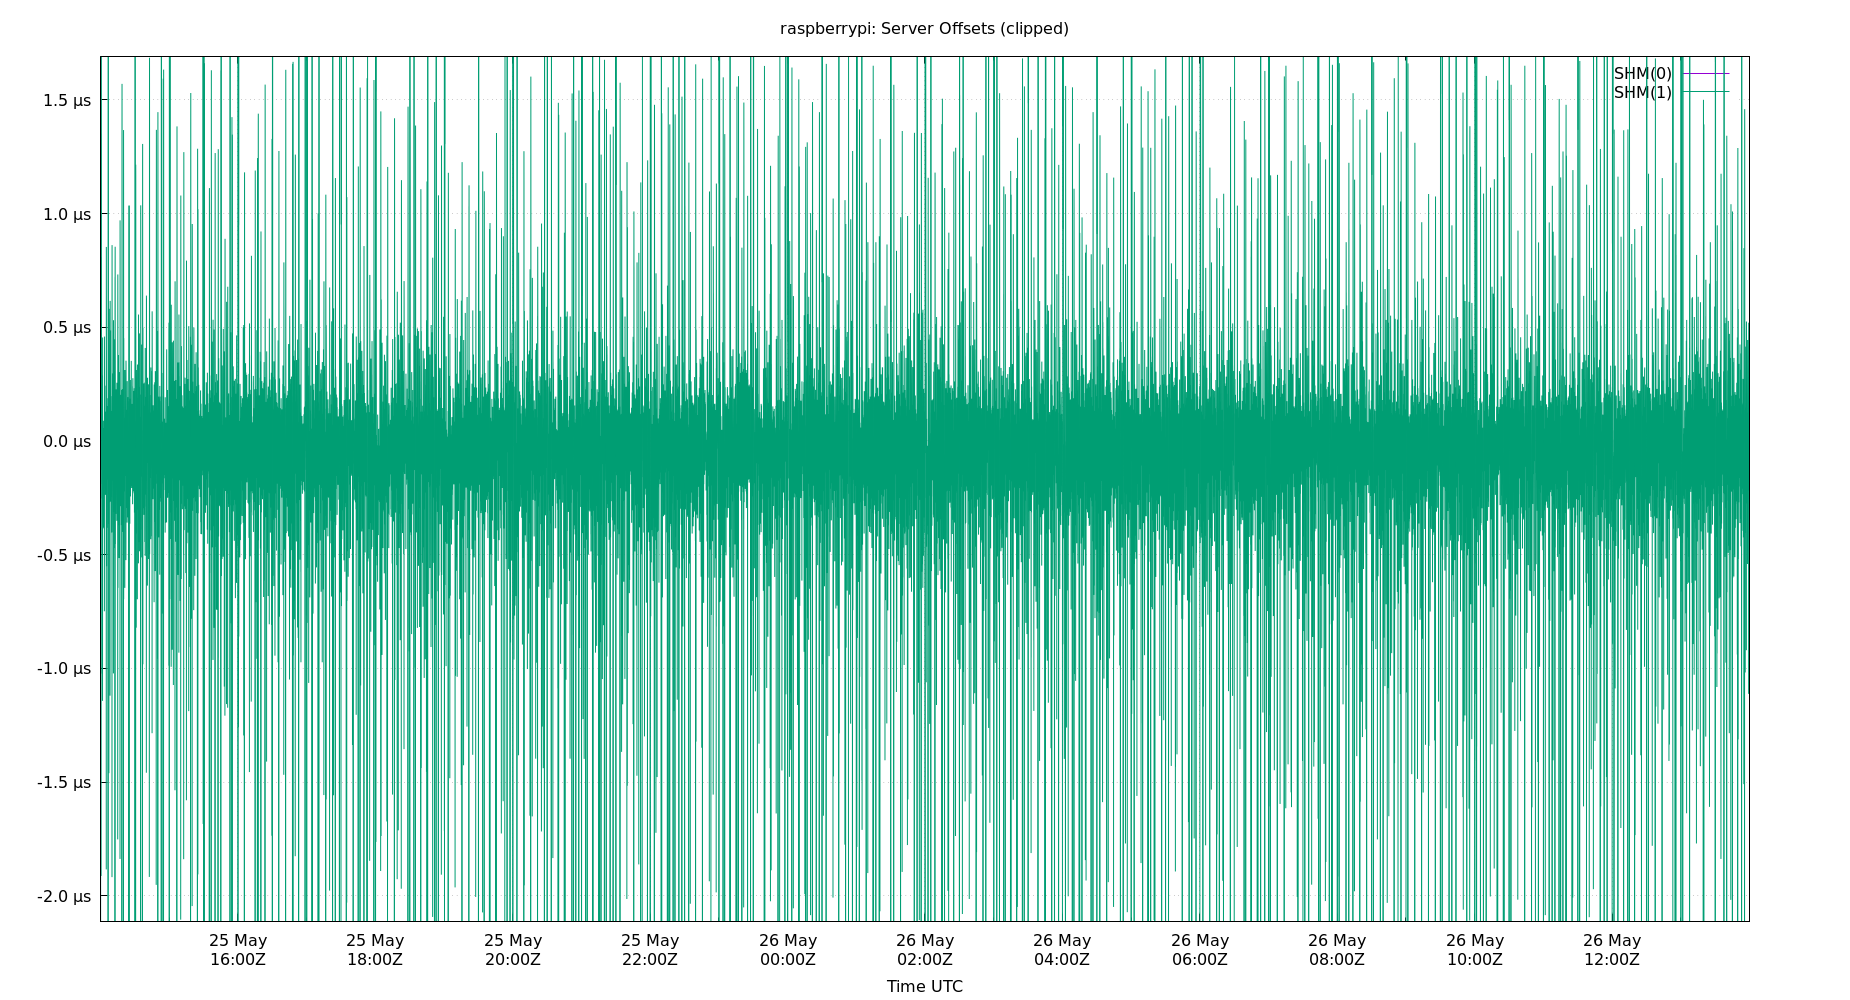 raspberrypi: Server Offsets (clipped)
SHM(0)
SHM(1)
1.5 µs
1.0 µs
0.5 µs
0.0 µs
-0.5 µs
-1.0 µs
-1.5 µs
-2.0 µs
25 May 25 May 25 May 25 May 26 May 26 May 26 May 26 May 26 May 26 May 26 May
16:00Z 18:00Z 20:00Z 22:00Z 00:00Z 02:00Z 04:00Z 06:00Z 08:00Z 10:00Z 12:00Z
Time UTC